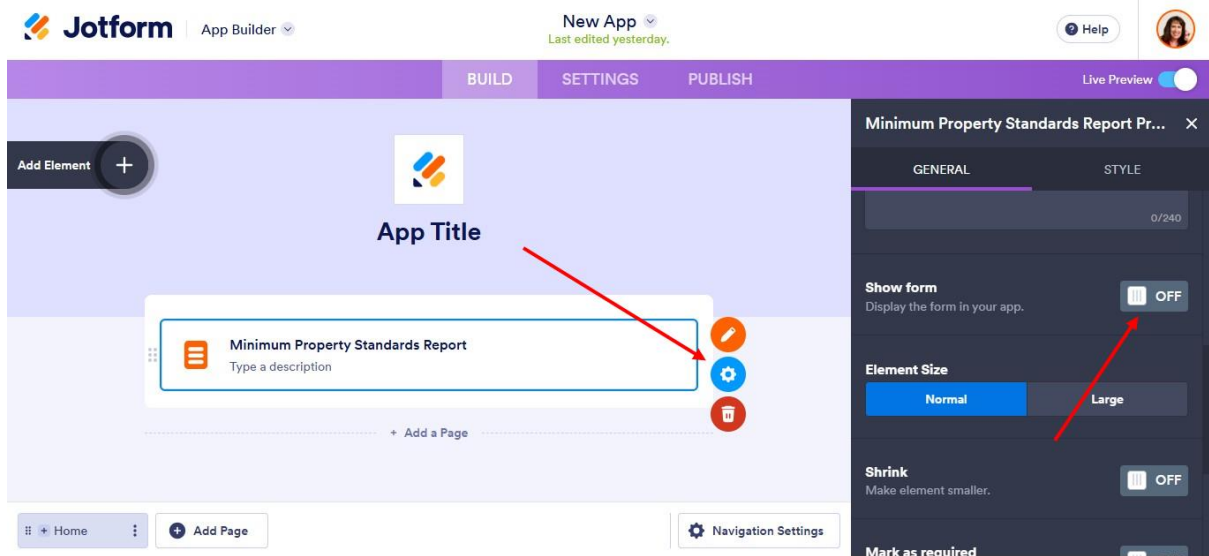 Jotform
App Builder
New App
Last edited yesterday.
Help
BUILD
SETTINGS
PUBLISH
Live Preview
Add Element
App Title
Minimum Property Standards Report
Type a description
+ Add a Page
Home
Add Page
Navigation Settings
Minimum Property Standards Report Pr...
GENERAL
STYLE
0/240
Show form
OFF
Display the form in your app.
Element Size
Normal
Large
Shrink
OFF
Make element smaller.
Mark as required